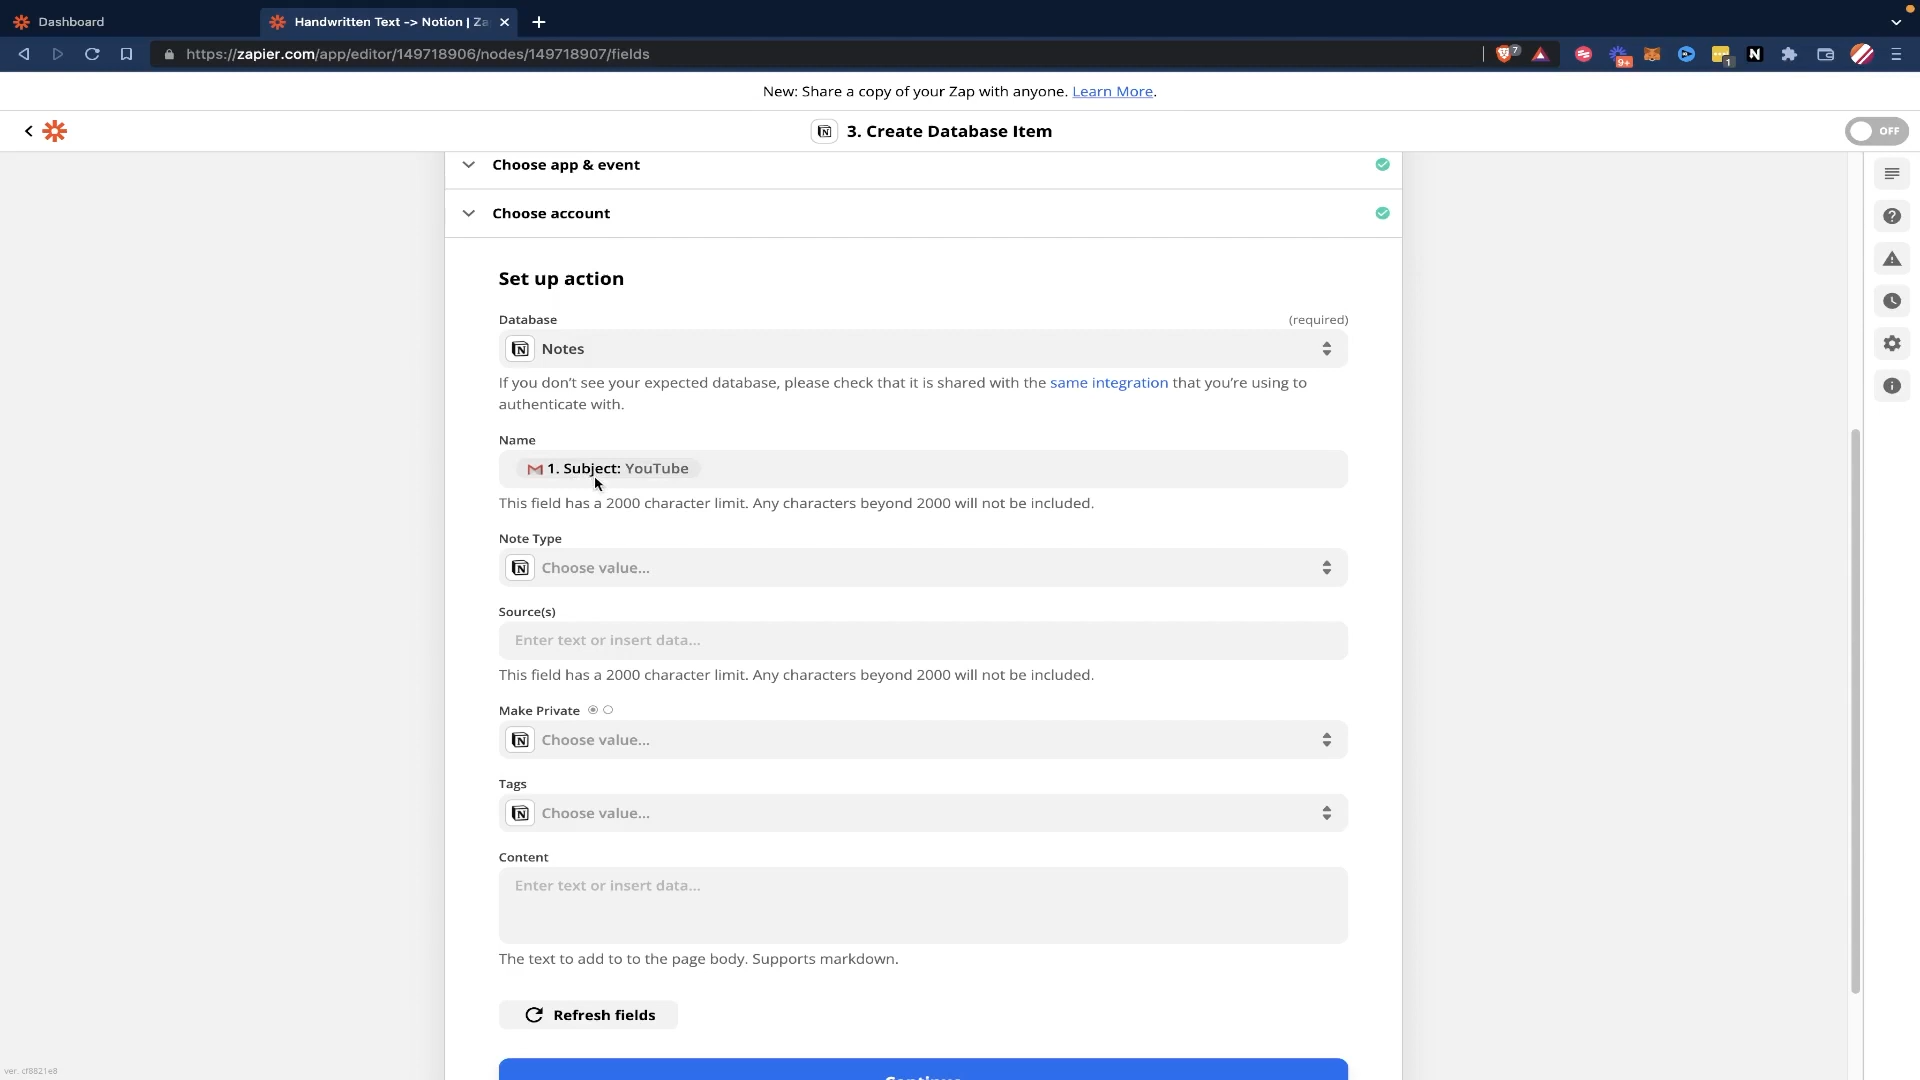 Dashboard
Handwritten Text -> Notion | Za
https://zapier.com/app/editor/149718906/nodes/149718907/fields
7
9+
1
New: Share a copy of your Zap with anyone. Learn More.
3. Create Database Item
OFF
Choose app & event
Choose account
Set up action
Database
(required)
Notes
If you don't see your expected database, please check that it is shared with the same integration that you're using to
authenticate with.
Name
1. Subject: YouTube
This field has a 2000 character limit. Any characters beyond 2000 will not be included.
Note Type
Choose value...
Source(s)
Enter text or insert data...
This field has a 2000 character limit. Any characters beyond 2000 will not be included.
Make Private
Choose value...
Tags
Choose value...
Content
Enter text or insert data...
The text to add to to the page body. Supports markdown.
Refresh fields
Continue
ver. cf8821e8